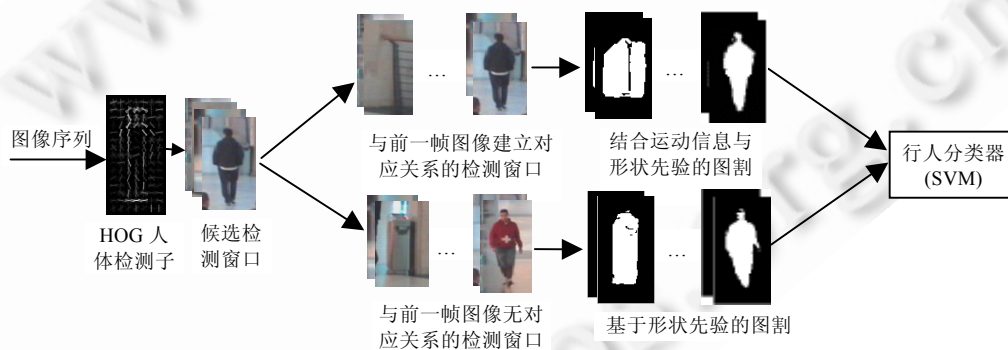 图像序列
HOG 人
体检测子
候选检
测窗口
…
与前一帧图像建立对
应关系的检测窗口
…
结合运动信息与
形状先验的图割
…
与前一帧图像无对
应关系的检测窗口
…
基于形状先验的图割
行人分类器
(SVM)